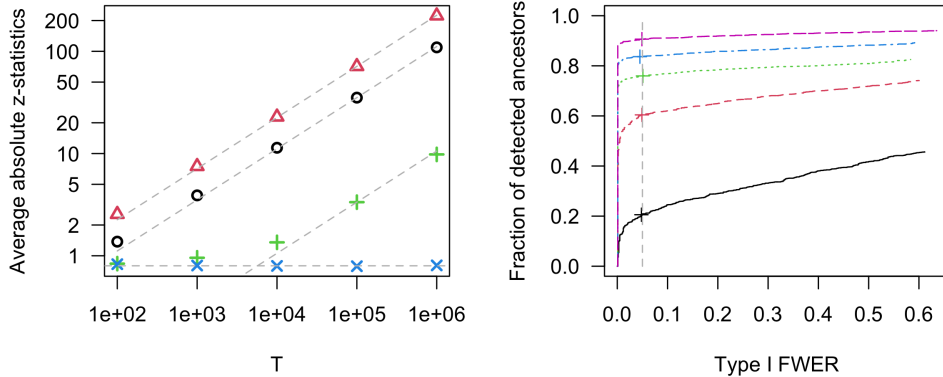 Average absolute z-statistics
200
100
50
20
10
5
2
1
1e+02 1e+03 1e+04 1e+05 1e+06
T
Fraction of detected ancestors
1.0
0.8
0.6
0.4
0.2
0.0
0.0 0.1 0.2 0.3 0.4 0.5 0.6
Type I FWER